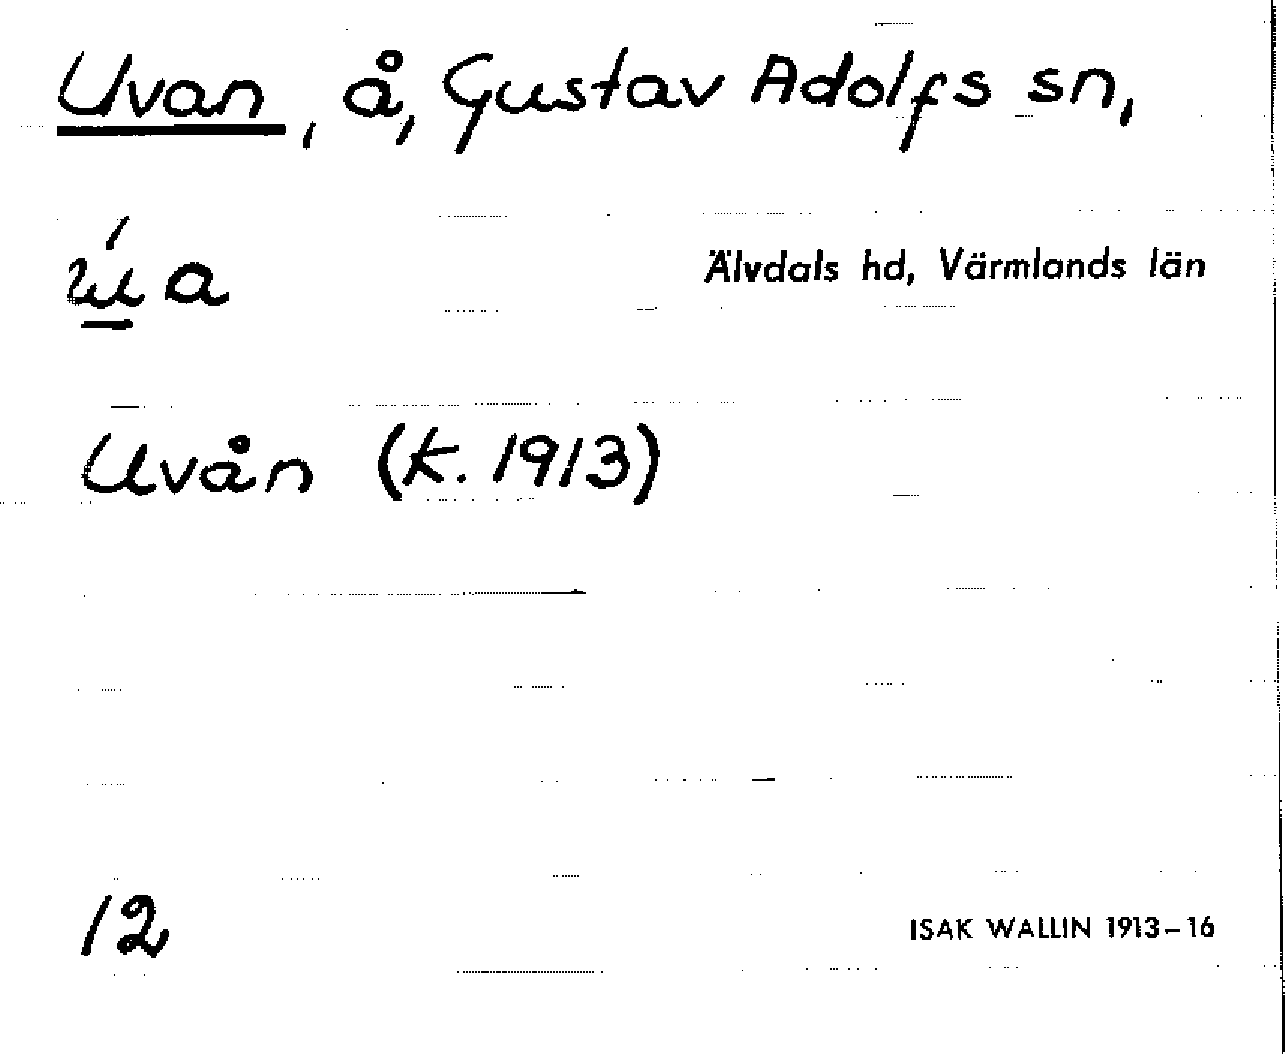 Uvan, å, Gustav Adolfs sn,
Älvdals hd, Värmlands län
Uvån (k. 1913)
12
ISAK WALLIN 1913–16